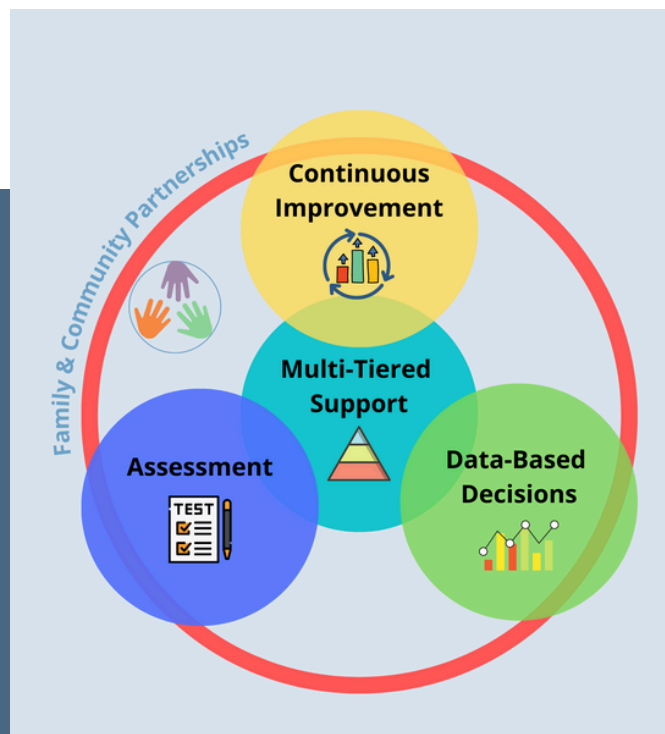 Family & Community Partnerships
Continuous
Improvement
Multi-Tiered
Support
Assessment
TEST
Data-Based
Decisions